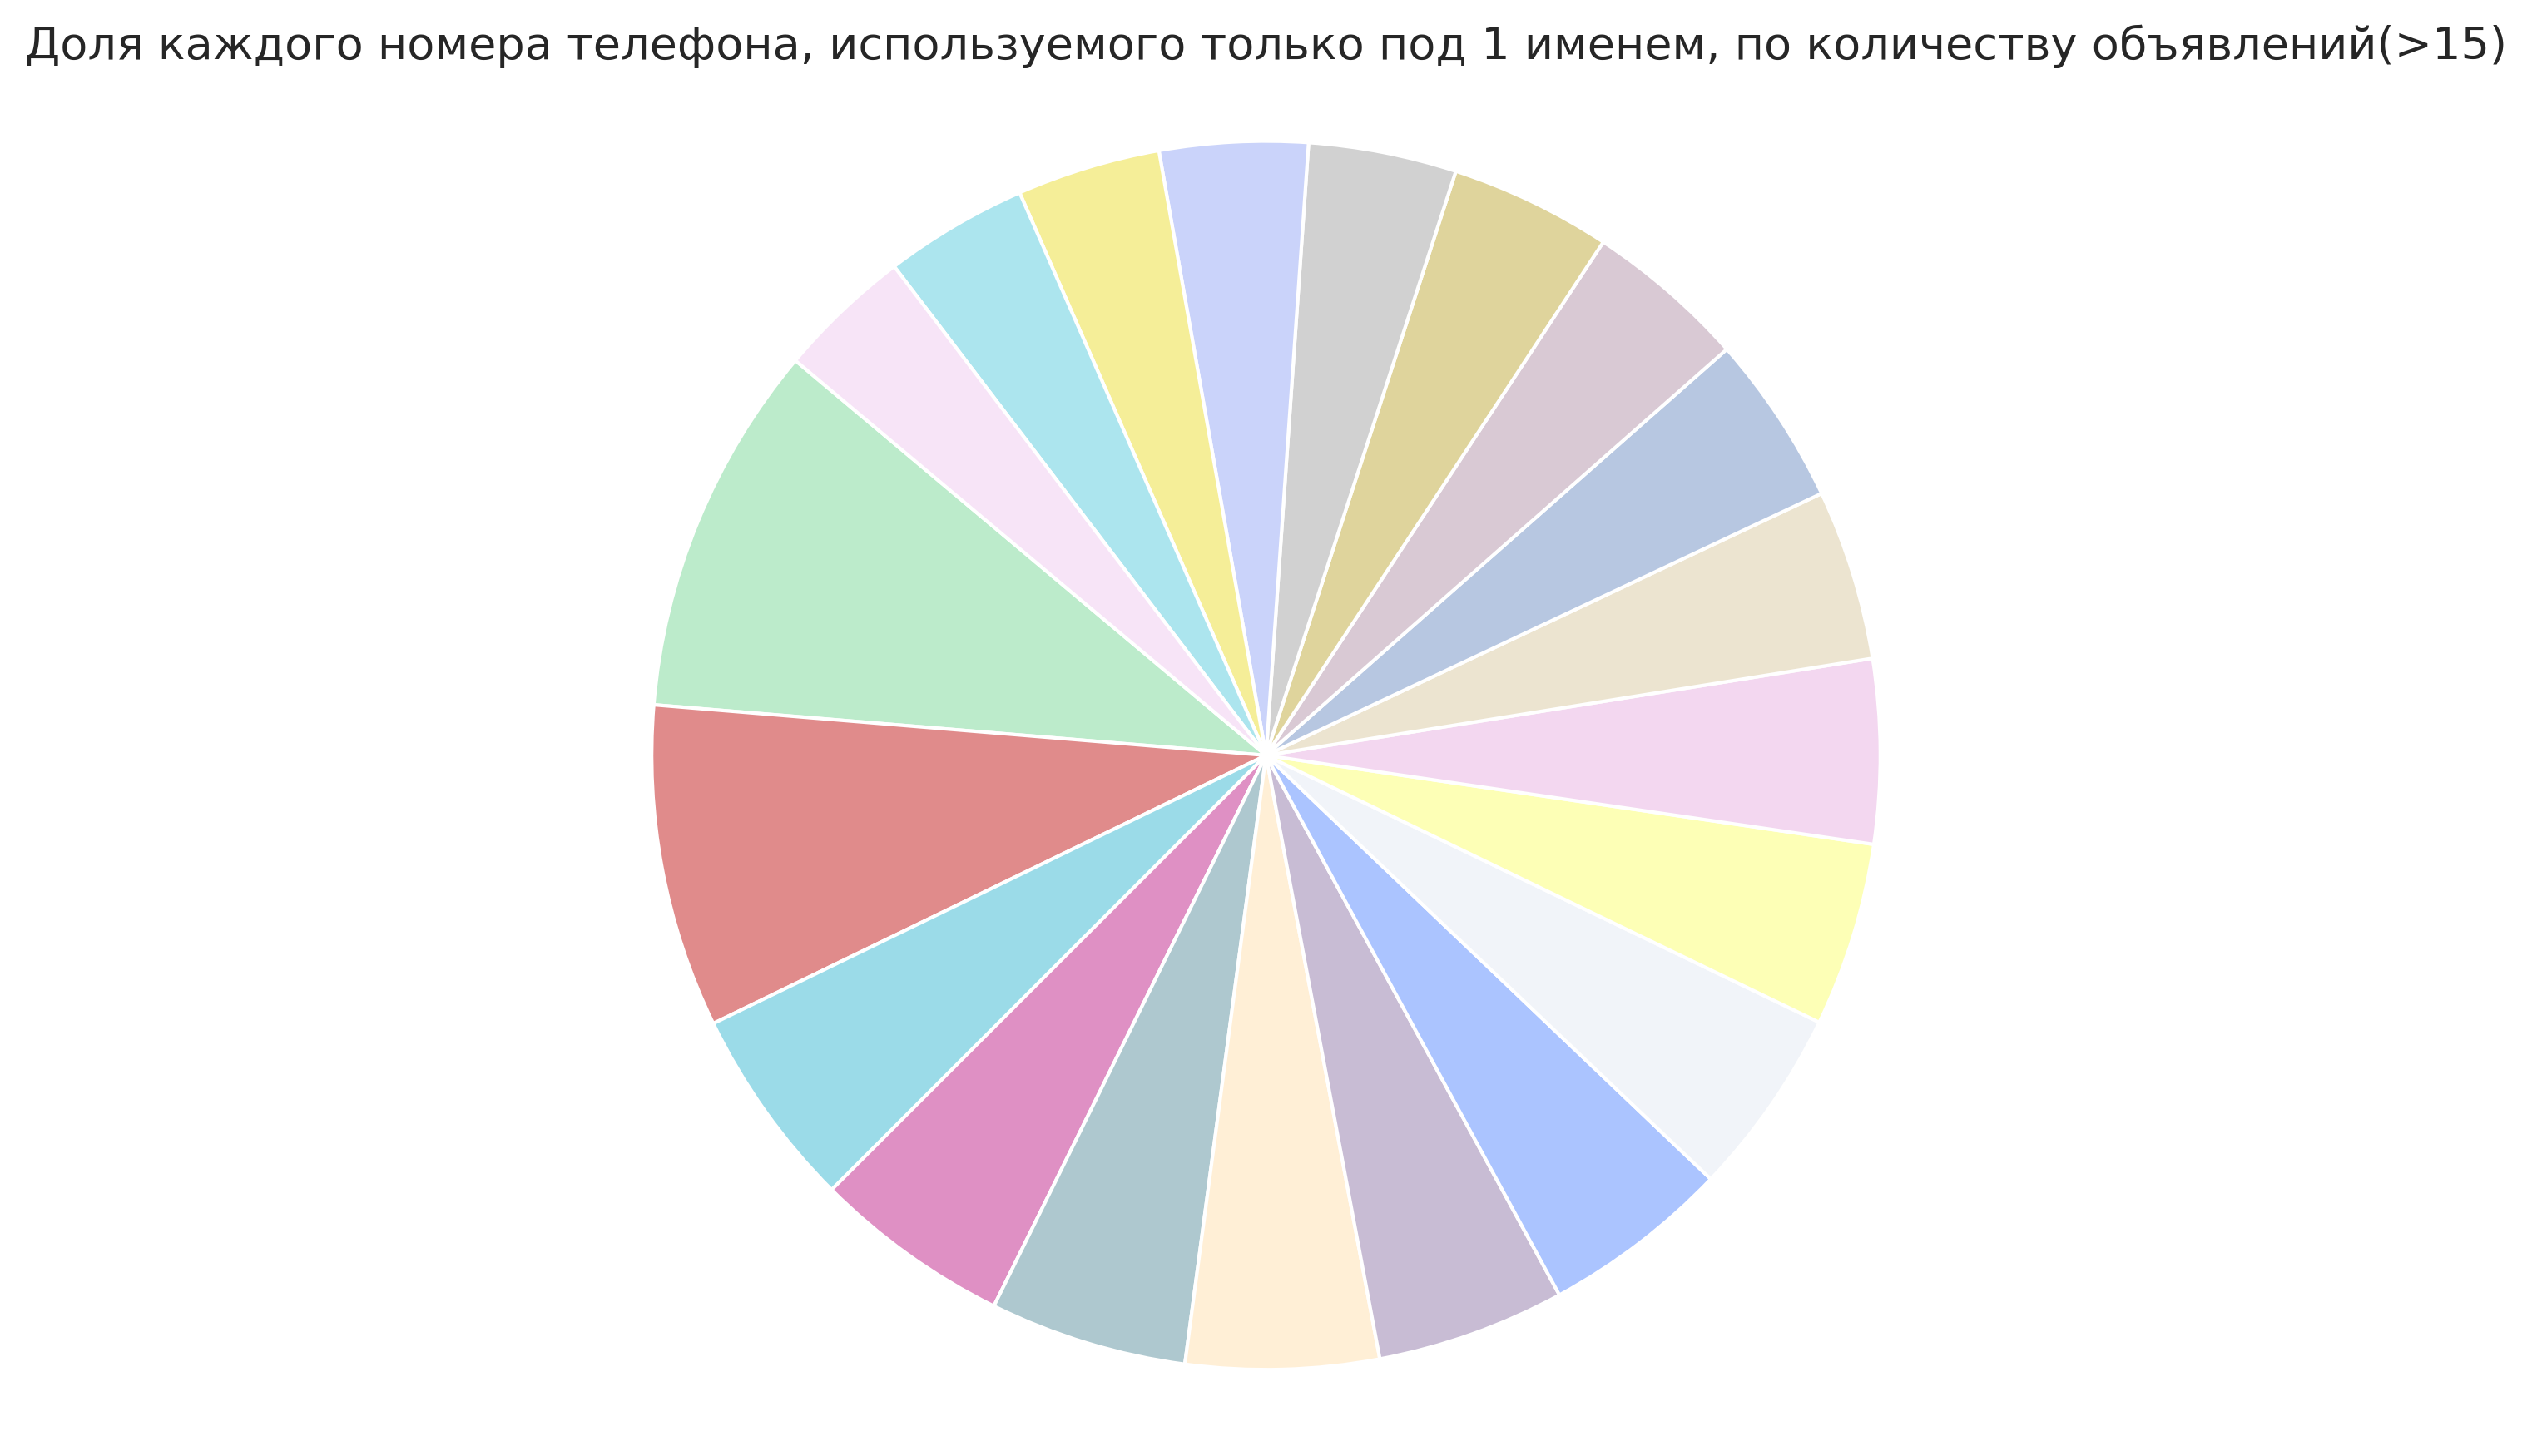 Доля каждого номера телефона, используемого только под 1 именем, по количеству объявлений(>15)